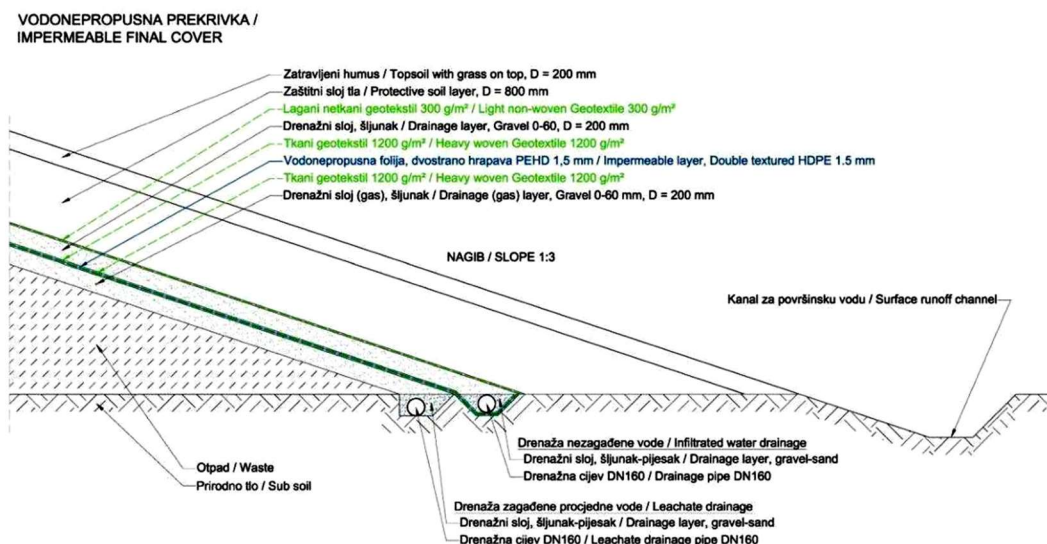 VODONEPROPUSNA PREKRIVKA /
IMPERMEABLE FINAL COVER
Zatravljeni humus / Topsoil with grass on top, D = 200 mm
Zaštitni sloj tla / Protective soil layer, D = 800 mm
Lagani netkani geotekstil 300 g/m² / Light non-woven Geotextile 300 g/m²
Drenažni sloj, šljunak / Drainage layer, Gravel 0-60, D = 200 mm
Tkani geotekstil 1200 g/m² / Heavy woven Geotextile 1200 g/m²
Vodonepropusna folija, dvostrano hrapava PEHD 1,5 mm / Impermeable layer, Double textured HDPE 1.5 mm
Tkani geotekstil 1200 g/m² / Heavy woven Geotextile 1200 g/m²
Drenažni sloj (gas), šljunak / Drainage (gas) layer, Gravel 0-60 mm, D = 200 mm
NAGIB / SLOPE 1:3
Kanal za površinsku vodu / Surface runoff channel
Drenaža nezagađene vode / Infiltrated water drainage
Drenažni sloj, šljunak-pijesak / Drainage layer, gravel-sand
Drenažna cijev DN160 / Drainage pipe DN160
Otpad / Waste
Prirodno tlo / Sub soil
Drenaža zagađene procjedne vode / Leachate drainage
Drenažni sloj, šljunak-pijesak / Drainage layer, gravel-sand
Drenažna cijev DN160 / Leachate drainage pipe DN160